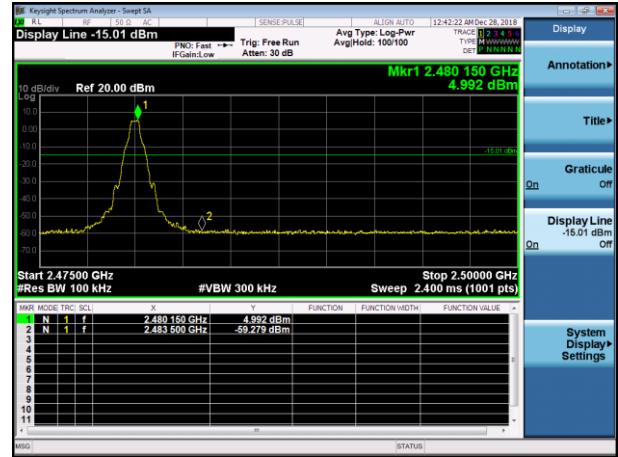 Keysight Spectrum Analyzer - Swept SA
RL RF 50 Ω AC SENSE:PULSE ALIGN AUTO 12:42:22 AM Dec 28, 2018
Display Line -15.01 dBm
Avg Type: Log-Pwr
TRACE 1 2 3 4 5 6
PNO: Fast Trig: Free Run Avg|Hold: 100/100
TYPE M WWWWW
IFGain:Low Atten: 30 dB
DET P N N N N N
Display
Annotation
Title
Graticule
On Off
Display Line
-15.01 dBm
On Off
System
Display
Settings
Mkr1 2.480 150 GHz
4.992 dBm
10 dB/div Ref 20.00 dBm
Log
1
10.0
0.00
-10.0
-15.01 dBm
-20.0
-30.0
-40.0
-50.0
2
-60.0
-70.0
Start 2.47500 GHz Stop 2.50000 GHz
#Res BW 100 kHz #VBW 300 kHz Sweep 2.400 ms (1001 pts)
MKR MODE TRC SCL X Y FUNCTION FUNCTION WIDTH FUNCTION VALUE
1 N 1 f 2.480 150 GHz 4.992 dBm
2 N 1 f 2.483 500 GHz -59.279 dBm
3
4
5
6
7
8
9
10
11
MSG STATUS